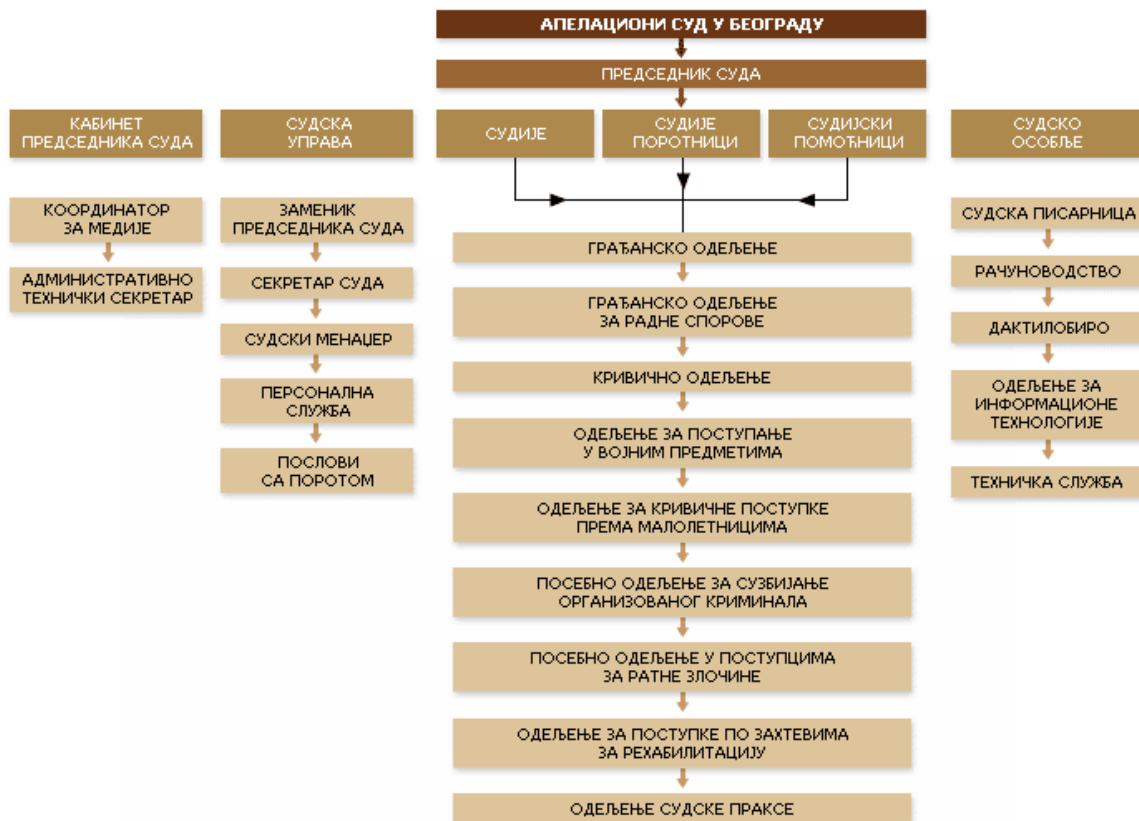 АПЕЛАЦИОНИ СУД У БЕОГРАДУ
ПРЕДСЕДНИК СУДА
КАБИНЕТ
ПРЕДСЕДНИКА СУДА
КООРДИНАТОР
ЗА МЕДИЈЕ
АДМИНИСТРАТИВНО
ТЕХНИЧКИ СЕКРЕТАР
СУДСКА
УПРАВА
ЗАМЕНИК
ПРЕДСЕДНИКА СУДА
СЕКРЕТАР СУДА
СУДСКИ МЕНАЏЕР
ПЕРСОНАЛНА
СЛУЖБА
ПОСЛОВИ
СА ПОРОТОМ
СУДИЈЕ
СУДИЈЕ
ПОРОТНИЦИ
СУДИЈСКИ
ПОМОЋНИЦИ
ГРАЂАНСКО ОДЕЉЕЊЕ
ГРАЂАНСКО ОДЕЉЕЊЕ
ЗА РАДНЕ СПОРОВЕ
КРИВИЧНО ОДЕЉЕЊЕ
ОДЕЉЕЊЕ ЗА ПОСТУПАЊЕ
У ВОЈНИМ ПРЕДМЕТИМА
ОДЕЉЕЊЕ ЗА КРИВИЧНЕ ПОСТУПКЕ
ПРЕМА МАЛОЛЕТНИЦИМА
ПОСЕБНО ОДЕЉЕЊЕ ЗА СУЗБИЈАЊЕ
ОРГАНИЗОВАНОГ КРИМИНАЛА
ПОСЕБНО ОДЕЉЕЊЕ У ПОСТУПЦИМА
ЗА РАТНЕ ЗЛОЧИНЕ
ОДЕЉЕЊЕ ЗА ПОСТУПКЕ ПО ЗАХТЕВИМА
ЗА РЕХАБИЛИТАЦИЈУ
ОДЕЉЕЊЕ СУДСКЕ ПРАКСЕ
СУДСКО
ОСОБЉЕ
СУДСКА ПИСАРНИЦА
РАЧУНОВОДСТВО
ДАКТИЛОБИРО
ОДЕЉЕЊЕ ЗА
ИНФОРМАЦИОНЕ
ТЕХНОЛОГИЈЕ
ТЕХНИЧКА СЛУЖБА